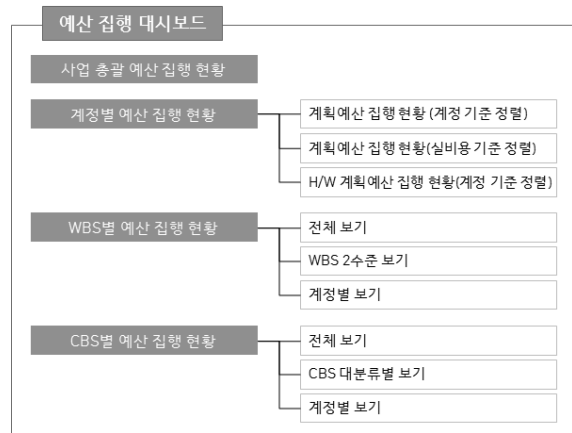 예산 집행 대시보드
사업 총괄 예산 집행 현황
계정별 예산 집행 현황
계획예산 집행 현황 (계정 기준 정렬)
계획예산 집행 현황(실비용 기준 정렬)
H/W 계획예산 집행 현황(계정 기준 정렬)
WBS별 예산 집행 현황
전체 보기
WBS 2수준 보기
계정별 보기
CBS별 예산 집행 현황
전체 보기
CBS 대분류별 보기
계정별 보기